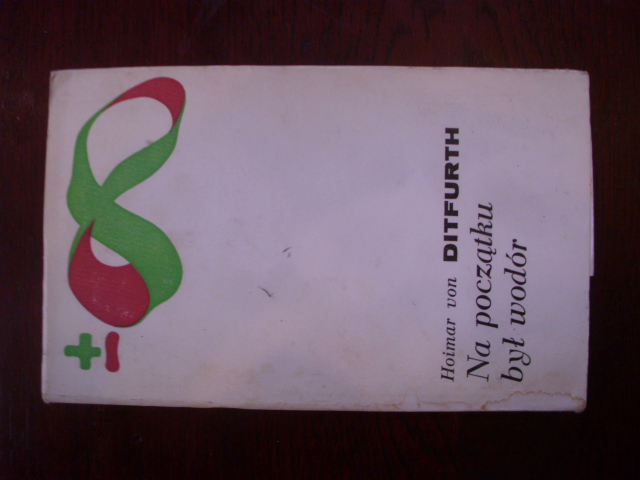 Hoimar von DITFURTH
Na początku
był wodór